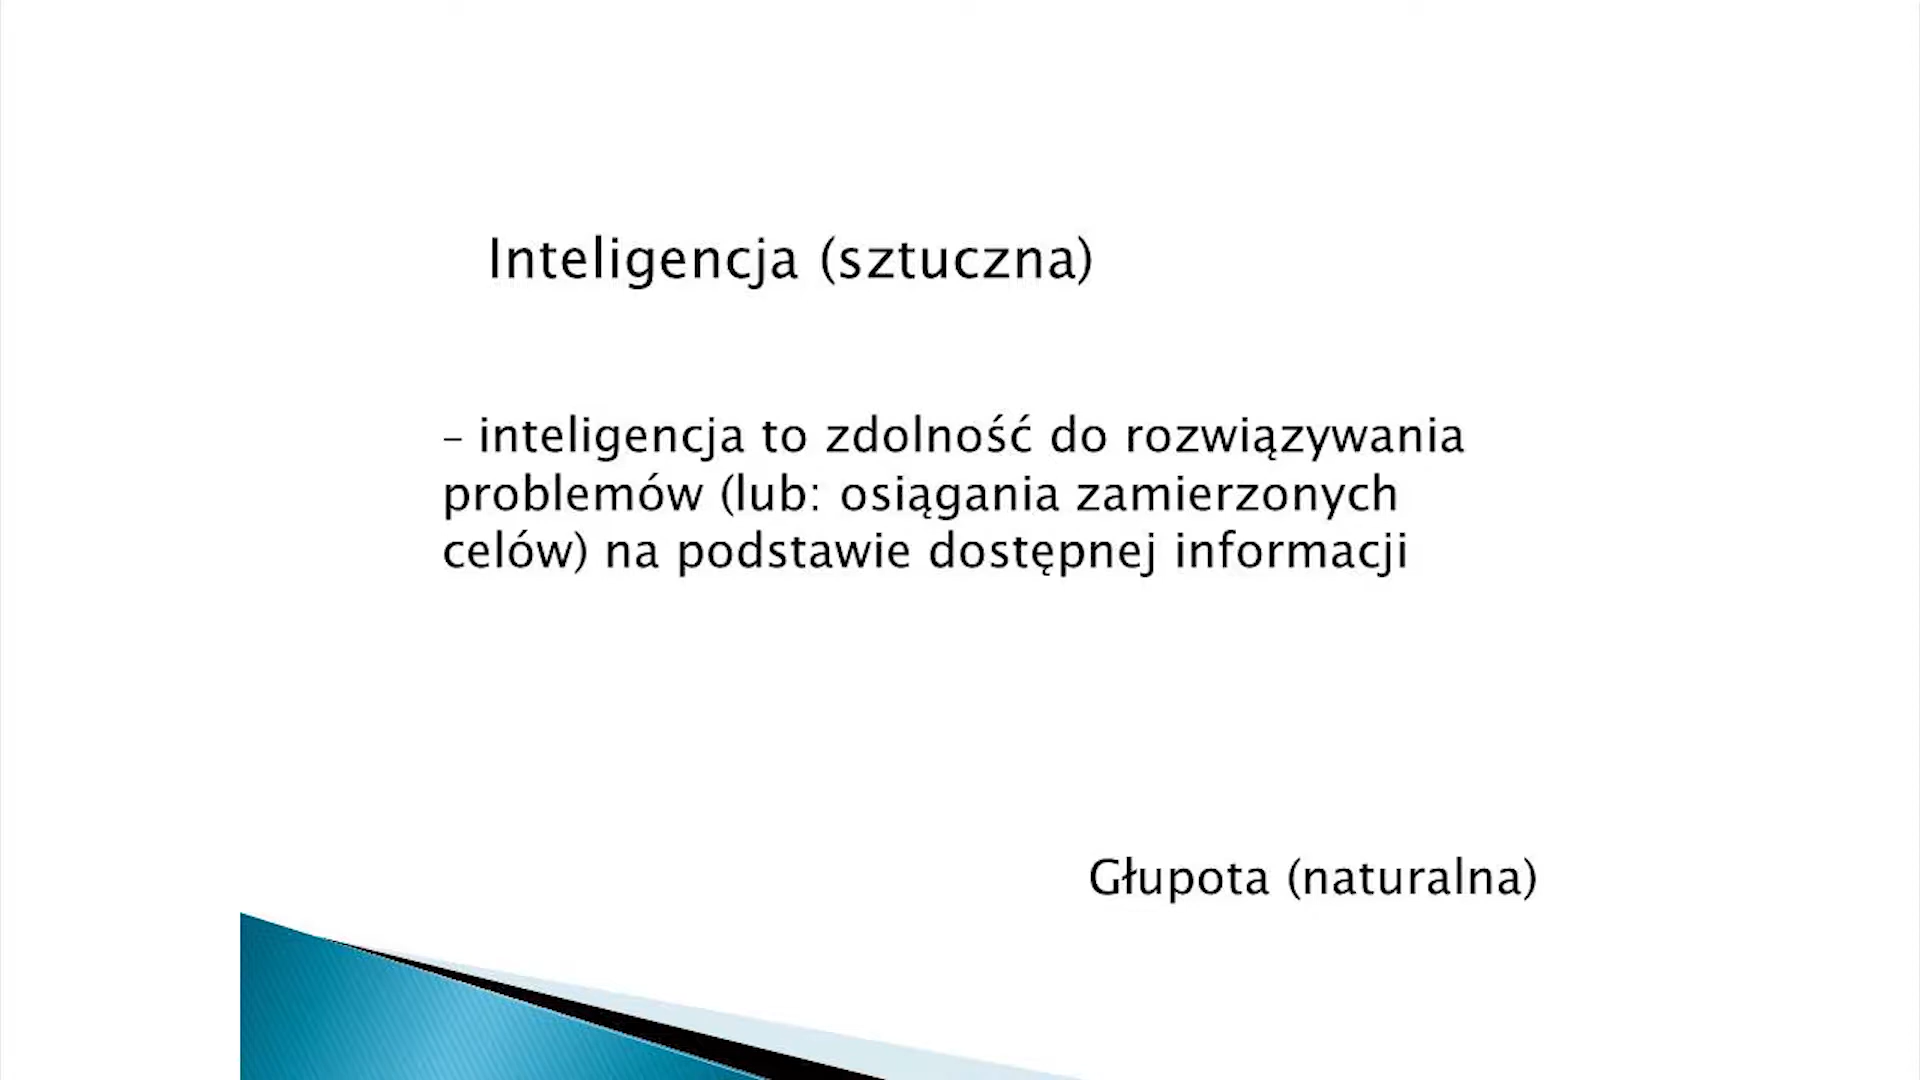 Inteligencja (sztuczna)
– inteligencja to zdolność do rozwiązywania
problemów (lub: osiągania zamierzonych
celów) na podstawie dostępnej informacji
Głupota (naturalna)